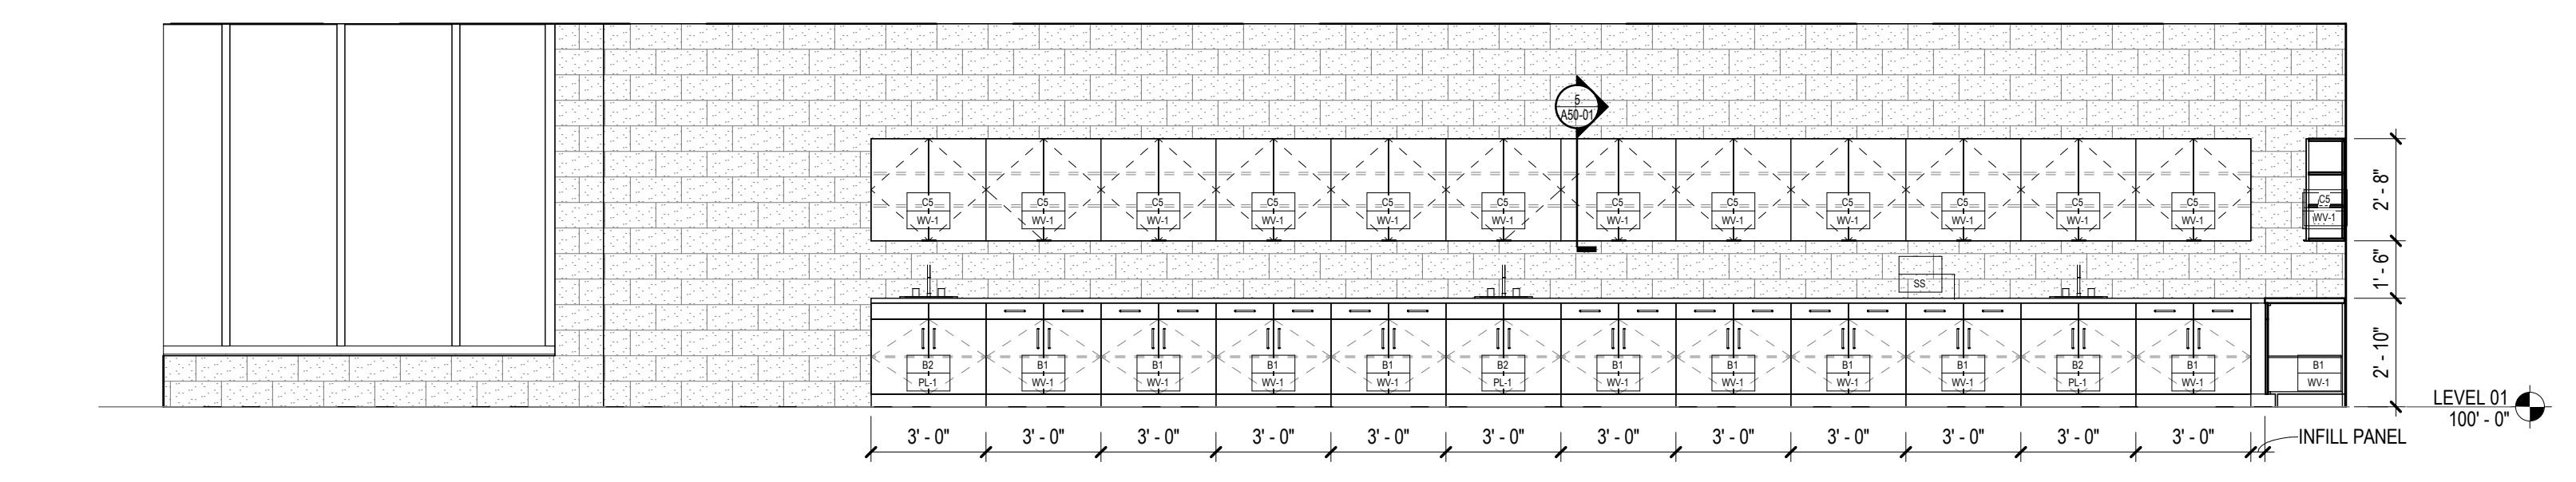 5
A50-01
C5 C5 C5 C5 C5 C5 C5 C5 C5 C5 C5 C5 C5
WV-1 WV-1 WV-1 WV-1 WV-1 WV-1 WV-1 WV-1 WV-1 WV-1 WV-1 WV-1 WV-1
2' - 8"
1' - 6"
SS
B2 B1 B1 B1 B1 B2 B1 B1 B1 B1 B2 B1 B1
PL-1 WV-1 WV-1 WV-1 WV-1 PL-1 WV-1 WV-1 WV-1 WV-1 PL-1 WV-1 WV-1
2' - 10"
LEVEL 01
100' - 0"
3' - 0" 3' - 0" 3' - 0" 3' - 0" 3' - 0" 3' - 0" 3' - 0" 3' - 0" 3' - 0" 3' - 0" 3' - 0" 3' - 0"
INFILL PANEL